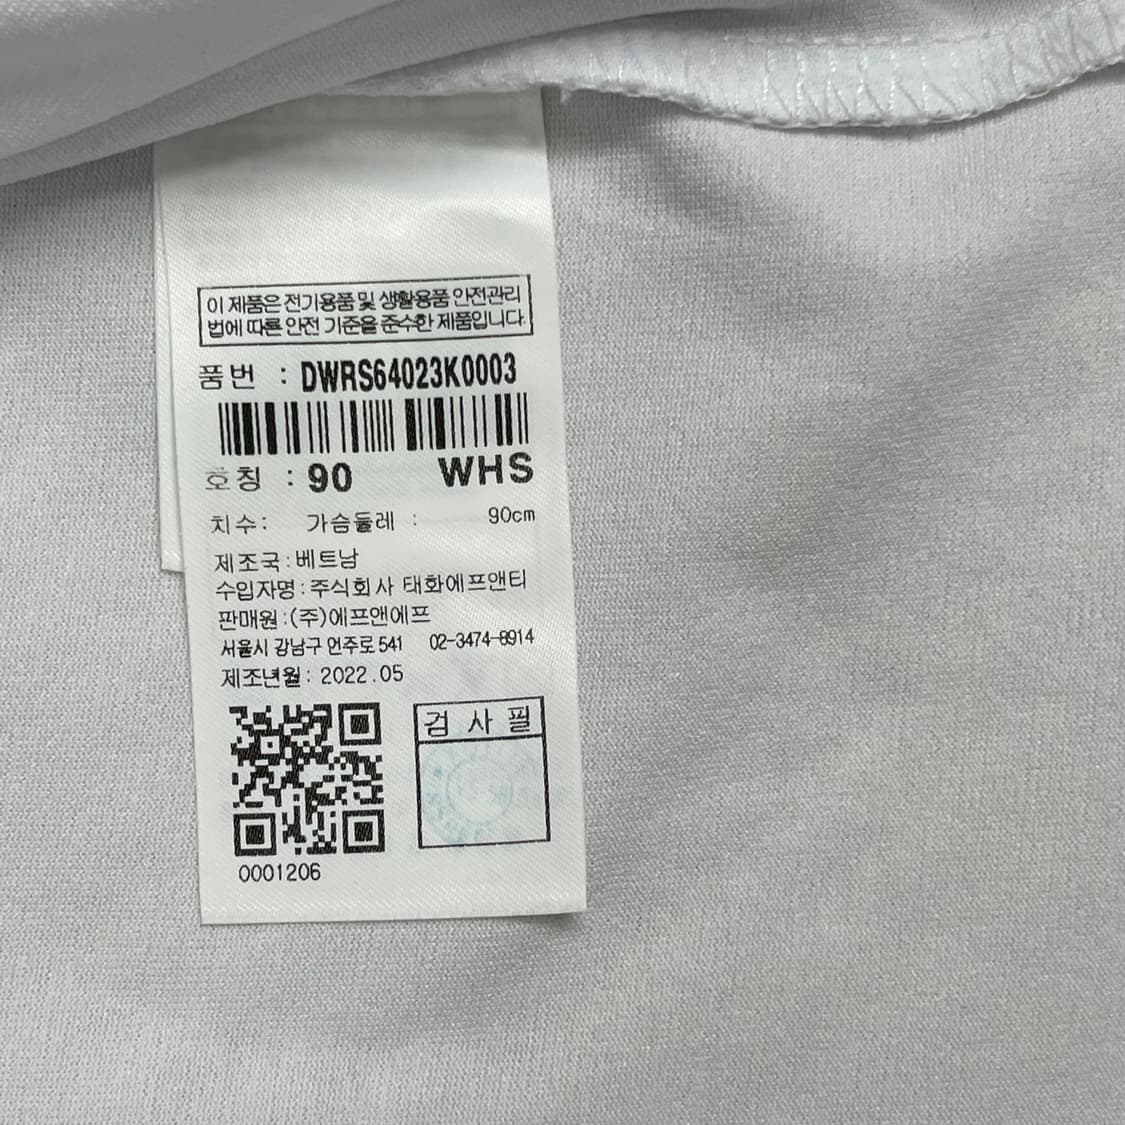 이 제품은 전기용품 및 생활용품 안전관리
법에 따른 안전 기준을 준수한 제품입니다.
품번 : DWRS64023K0003
호칭 : 90 WHS
치수: 가슴둘레 : 90cm
제조국:베트남
수입자명:주식회사 태화에프앤티
판매원:(주)에프앤에프
서울시 강남구 언주로 541 02-3474-8914
제조년월: 2022.05
검 사 필
0001206